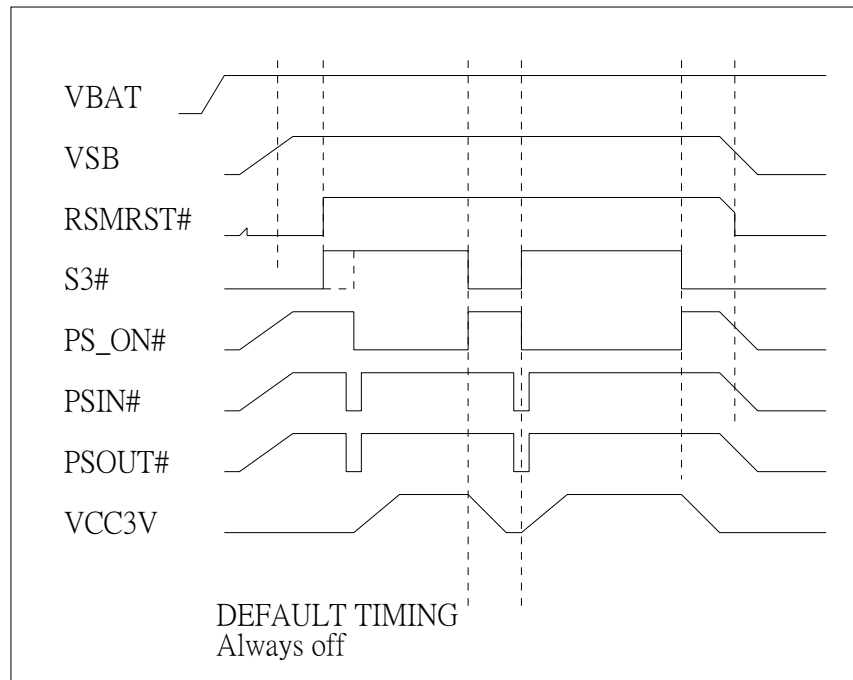 VBAT
VSB
RSMRST#
S3#
PS_ON#
PSIN#
PSOUT#
VCC3V
DEFAULT TIMING
Always off